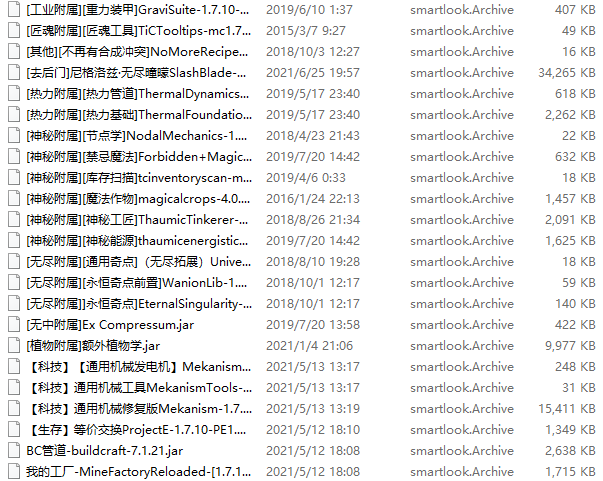 [工业附属][重力装甲]GraviSuite-1.7.10-... 2019/6/10 1:37 smartlook.Archive 407 KB
[匠魂附属][匠魂工具]TiCTooltips-mc1.7... 2015/3/7 9:27 smartlook.Archive 49 KB
[其他][不再有合成冲突]NoMoreRecipe... 2018/10/3 12:27 smartlook.Archive 16 KB
[去后门]尼格洛兹·无尽曈曚SlashBlade-... 2021/6/25 19:57 smartlook.Archive 34,265 KB
[热力附属][热力管道]ThermalDynamics... 2019/5/17 23:40 smartlook.Archive 618 KB
[热力附属][热力基础]ThermalFoundatio... 2019/5/17 23:40 smartlook.Archive 2,262 KB
[神秘附属][节点学]NodalMechanics-1.... 2018/4/23 21:43 smartlook.Archive 22 KB
[神秘附属][禁忌魔法]Forbidden+Magic... 2019/7/20 14:42 smartlook.Archive 632 KB
[神秘附属][库存扫描]tcinventoryscan-m... 2019/4/6 0:33 smartlook.Archive 18 KB
[神秘附属][魔法作物]magicalcrops-4.0.... 2016/1/24 22:13 smartlook.Archive 1,457 KB
[神秘附属][神秘工匠]ThaumicTinkerer-... 2018/8/26 21:34 smartlook.Archive 2,091 KB
[神秘附属][神秘能源]thaumicenergistic... 2019/7/20 14:42 smartlook.Archive 1,625 KB
[无尽附属][通用奇点]（无尽拓展）Unive... 2018/8/10 19:28 smartlook.Archive 18 KB
[无尽附属][永恒奇点前置]WanionLib-1.... 2018/10/1 12:17 smartlook.Archive 59 KB
[无尽附属]]永恒奇点]EternalSingularity-... 2018/10/1 12:17 smartlook.Archive 140 KB
[无中附属]Ex Compressum.jar 2019/7/20 13:58 smartlook.Archive 422 KB
[植物附属]额外植物学.jar 2021/1/4 21:06 smartlook.Archive 9,977 KB
【科技】【通用机械发电机】Mekanism... 2021/5/13 13:17 smartlook.Archive 248 KB
【科技】通用机械工具MekanismTools-... 2021/5/13 13:17 smartlook.Archive 31 KB
【科技】通用机械修复版Mekanism-1.7.... 2021/5/13 13:19 smartlook.Archive 15,411 KB
【生存】等价交换ProjectE-1.7.10-PE1.... 2021/5/12 18:10 smartlook.Archive 1,349 KB
BC管道-buildcraft-7.1.21.jar 2021/5/12 18:08 smartlook.Archive 2,638 KB
我的工厂-MineFactoryReloaded-[1.7.1... 2021/5/12 18:08 smartlook.Archive 1,715 KB